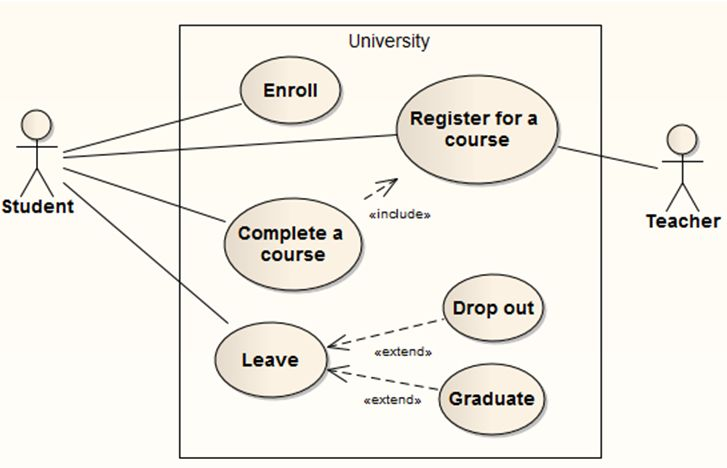 University
Enroll
Register for a
course
Student
Teacher
«include»
Complete a
course
Drop out
«extend»
Leave
«extend»
Graduate